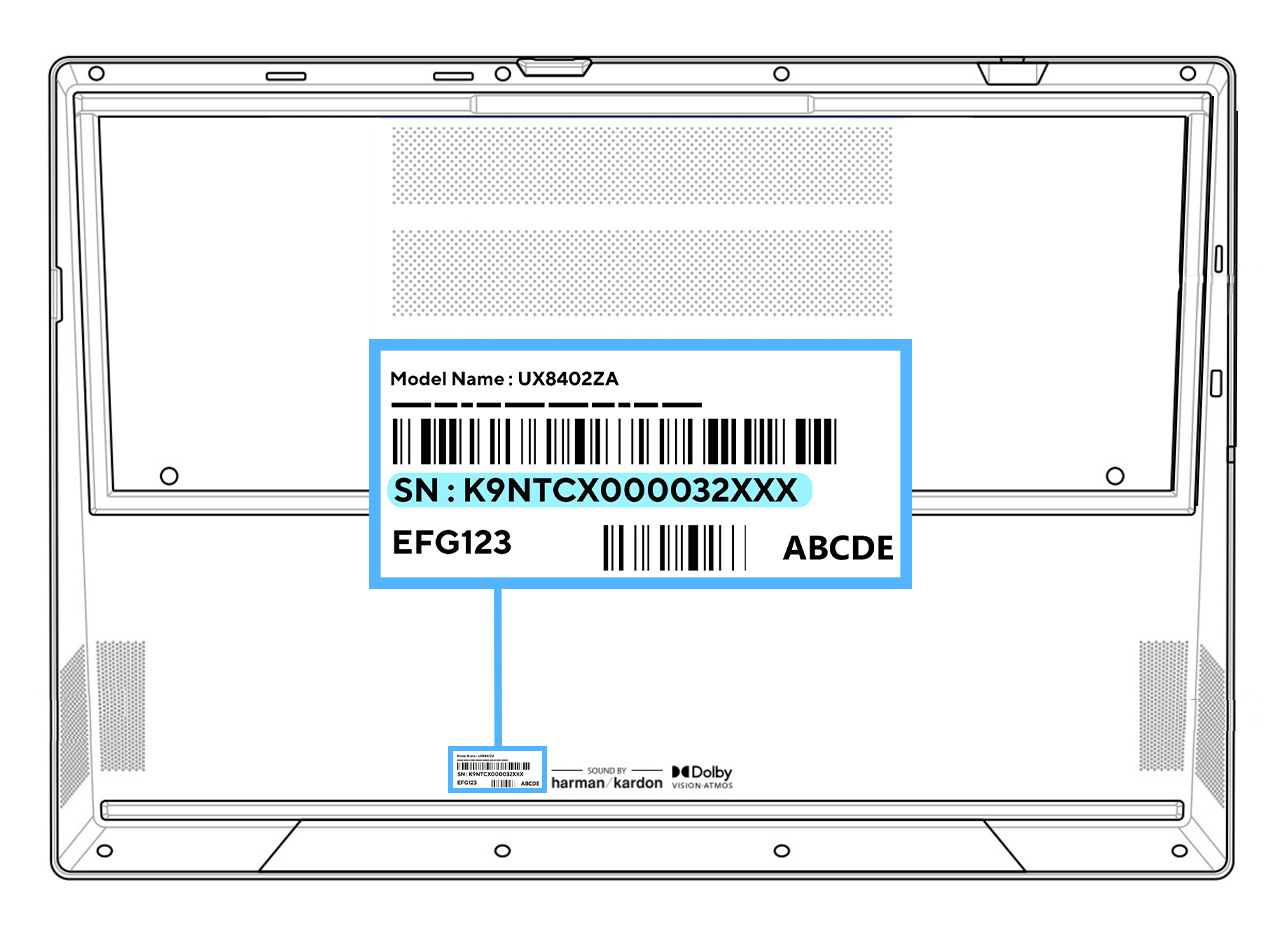 Model Name : UX8402ZA
SN : K9NTCX000032XXX
EFG123 ABCDE
Model Name : UX8402ZA
SN : K9NTCX000032XXX
EFG123 ABCDE
SOUND BY
harman/kardon
Dolby
VISION·ATMOS